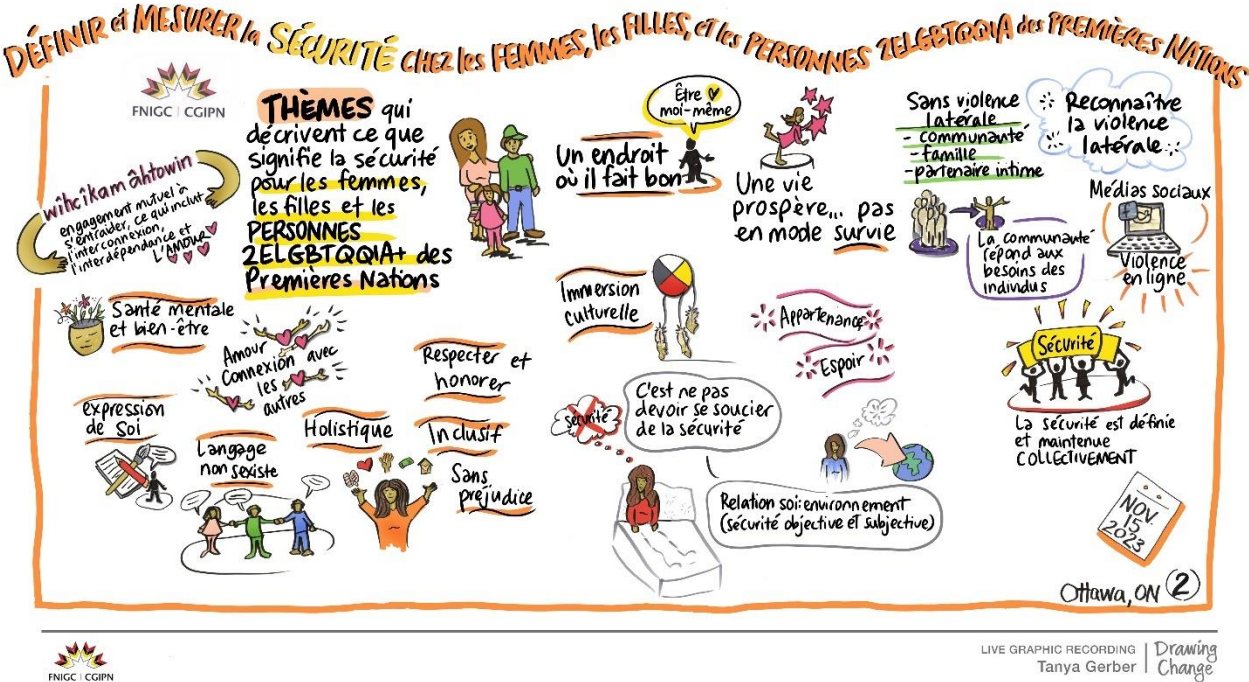 DÉFINIR et MESURER la SÉCURITÉ CHEZ les FEMMES, les FILLES, et les PERSONNES 2ELGBTQQIA des PREMIÈRES NATIONS
FNIGC | CGIPN
wîhcîkamâhtowin
engagement mutuel à
s'entraider, ce qui inclut
l'interconnexion,
l'interdépendance et
L'AMOUR
THÈMES qui
décrivent ce que
signifie la sécurité
pour les femmes,
les filles et les
PERSONNES
2ELGBTQQIA+ des
Premières Nations
Être
moi-même
Un endroit
où il fait bon
Une vie
prospère... pas
en mode survie
Sans violence
latérale
- communauté
- famille
- partenaire intime
Reconnaître
la violence
latérale
La communauté
répond aux
besoins des
individus
Médias sociaux
Violence
en ligne
Santé mentale
et bien-être
Amour
Connexion avec
les
autres
Respecter et
honorer
Immersion
culturelle
Appartenance
Espoir
Sécurité
La sécurité est définie
et maintenue
COLLECTIVEMENT
expression
de Soi
Langage
non sexiste
Holistique
Inclusif
Sans
préjudice
sécurité
C'est ne pas
devoir se soucier
de la sécurité
Relation soi:environnement
(sécurité objective et subjective)
NOV.
15
2023
Ottawa, ON 2
FNIGC | CGIPN
LIVE GRAPHIC RECORDING
Tanya Gerber
Drawing
Change